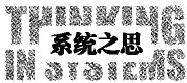 THINKING
系统之思
IN SYSTEMS